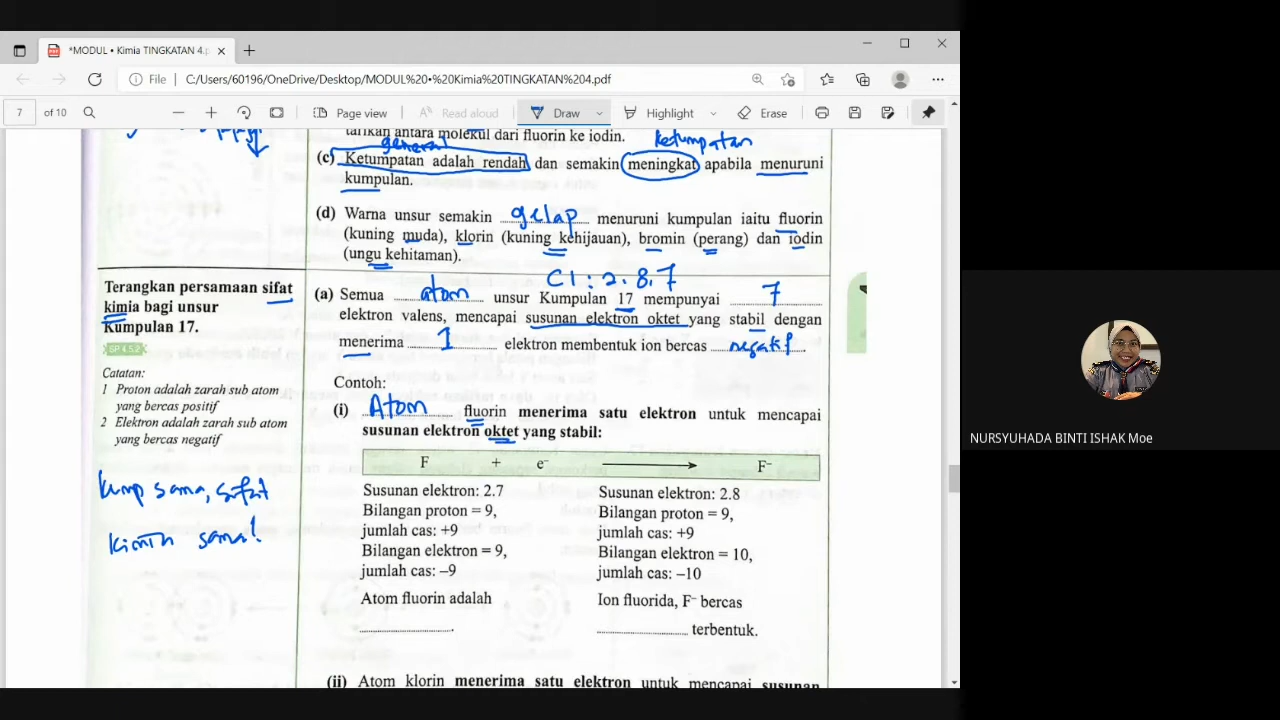 *MODUL • Kimia TINGKATAN 4.p
File C:/Users/60196/OneDrive/Desktop/MODUL%20•%20Kimia%20TINGKATAN%204.pdf
7 of 10 Page view Read aloud Draw Highlight Erase
tarikan antara molekul dari fluorin ke iodin.
general ketumpatan
(c) Ketumpatan adalah rendah dan semakin meningkat apabila menuruni
kumpulan.
(d) Warna unsur semakin gelap menuruni kumpulan iaitu fluorin
(kuning muda), klorin (kuning kehijauan), bromin (perang) dan iodin
(ungu kehitaman).
Cl : 2.8.7
Terangkan persamaan sifat
kimia bagi unsur
Kumpulan 17.
SP 4.5.2
Catatan:
1 Proton adalah zarah sub atom
yang bercas positif
2 Elektron adalah zarah sub atom
yang bercas negatif
kump sama, sifat
kimia sama!
(a) Semua atom unsur Kumpulan 17 mempunyai 7
elektron valens, mencapai susunan elektron oktet yang stabil dengan
menerima 1 elektron membentuk ion bercas negatif.
Contoh:
(i) Atom fluorin menerima satu elektron untuk mencapai
susunan elektron oktet yang stabil:
F + e⁻ ⟶ F⁻
Susunan elektron: 2.7
Bilangan proton = 9,
jumlah cas: +9
Bilangan elektron = 9,
jumlah cas: –9
Atom fluorin adalah
....................
Susunan elektron: 2.8
Bilangan proton = 9,
jumlah cas: +9
Bilangan elektron = 10,
jumlah cas: –10
Ion fluorida, F⁻ bercas
.................... terbentuk.
(ii) Atom klorin menerima satu elektron untuk mencapai susunan
NURSYUHADA BINTI ISHAK Moe